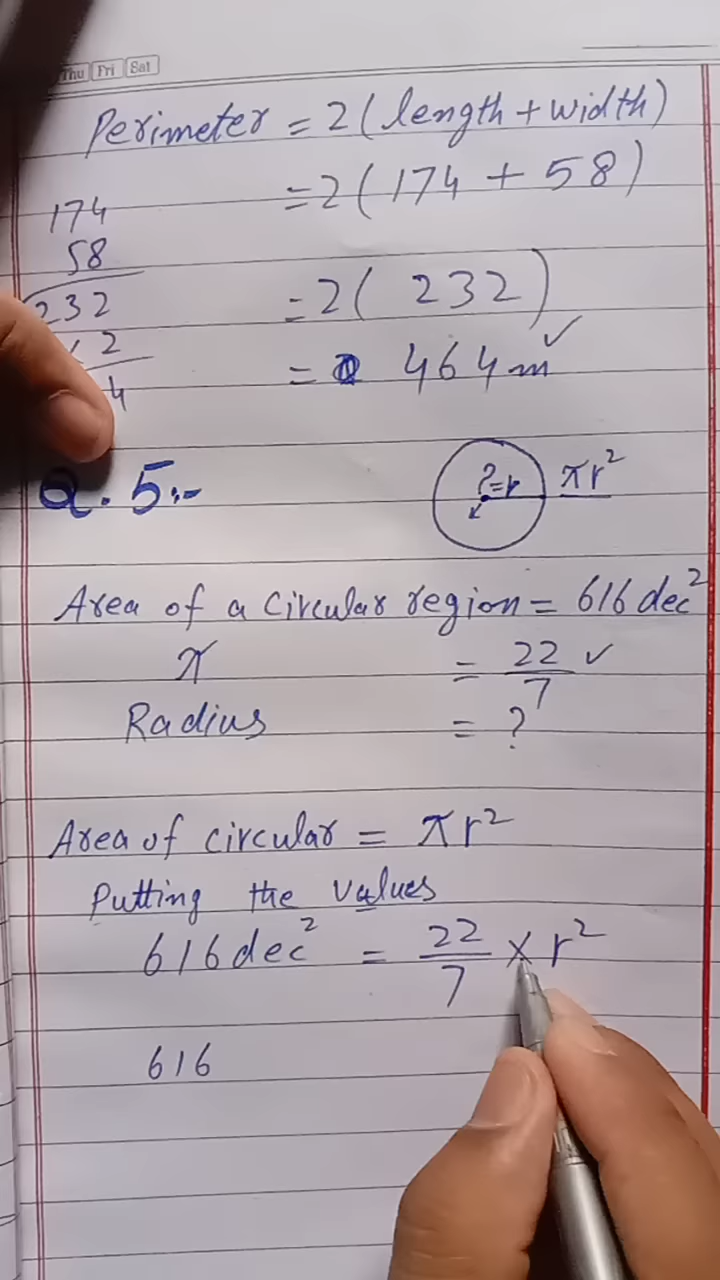 Thu Fri Sat
Perimeter = 2 ( length + width )
= 2 ( 174 + 58 )
174
58
232
2
4
= 2 ( 232 )
= 464 m ✓
Q. 5:-
? = r πr²
Area of a circular region = 616 dec²
π = 22/7 ✓
Radius = ?
Area of circular = πr²
Putting the values
616 dec² = 22/7 × r²
616